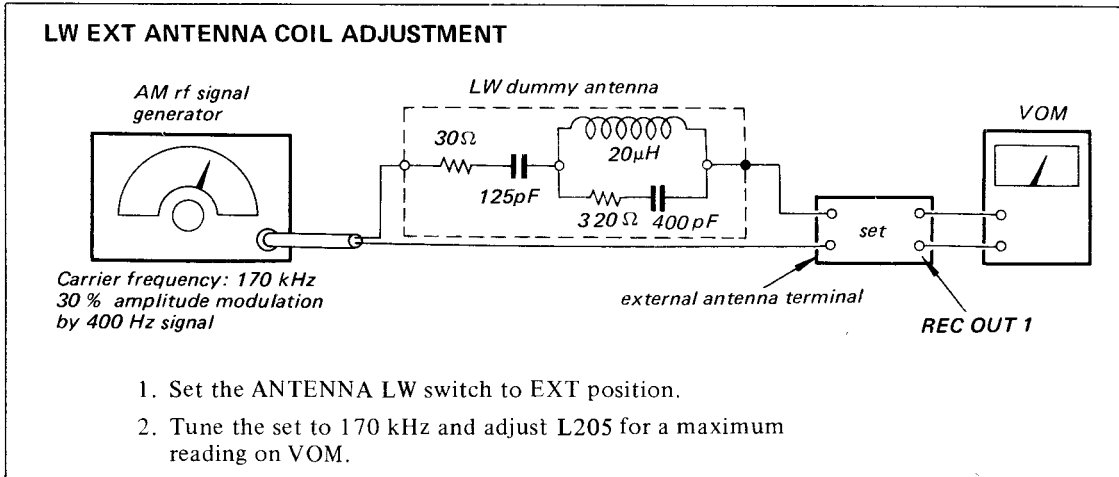 LW EXT ANTENNA COIL ADJUSTMENT
AM rf signal
generator
LW dummy antenna
VOM
30Ω
125pF
20μH
320Ω 400pF
set
Carrier frequency: 170 kHz
30 % amplitude modulation
by 400 Hz signal
external antenna terminal
REC OUT 1
1. Set the ANTENNA LW switch to EXT position.
2. Tune the set to 170 kHz and adjust L205 for a maximum
reading on VOM.